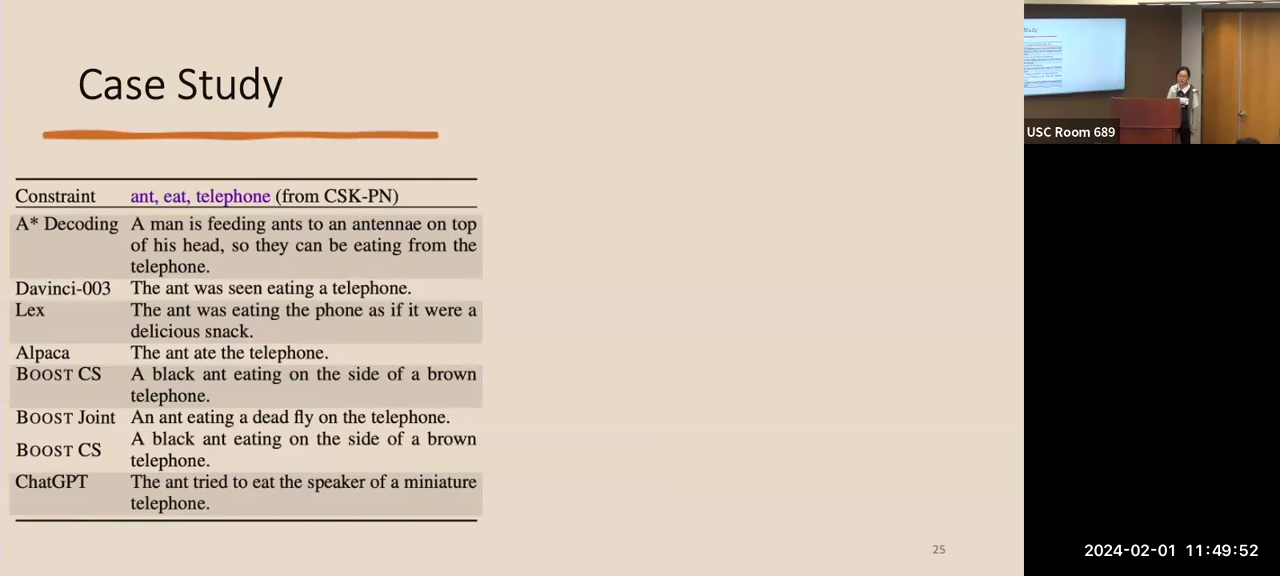 Case Study
Constraint ant, eat, telephone (from CSK-PN)
A* Decoding A man is feeding ants to an antennae on top
of his head, so they can be eating from the
telephone.
Davinci-003 The ant was seen eating a telephone.
Lex The ant was eating the phone as if it were a
delicious snack.
Alpaca The ant ate the telephone.
BOOST CS A black ant eating on the side of a brown
telephone.
BOOST Joint An ant eating a dead fly on the telephone.
BOOST CS A black ant eating on the side of a brown
telephone.
ChatGPT The ant tried to eat the speaker of a miniature
telephone.
25
USC Room 689
2024-02-01 11:49:52